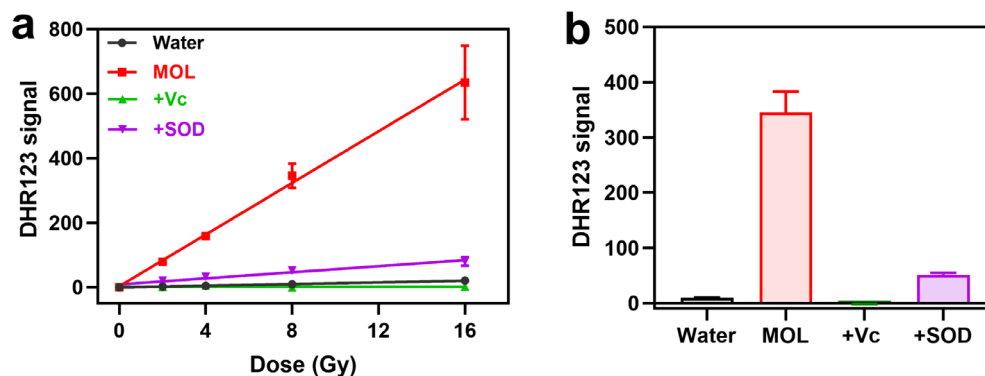 a
DHR123 signal
800
600
400
200
0
Water
MOL
+Vc
+SOD
0 4 8 12 16
Dose (Gy)
b
DHR123 signal
500
400
300
200
100
0
Water MOL +Vc +SOD